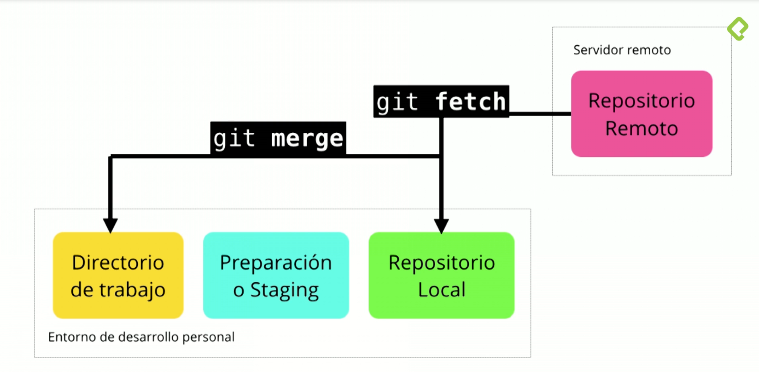 Servidor remoto
git fetch
Repositorio
Remoto
git merge
Directorio
de trabajo
Preparación
o Staging
Repositorio
Local
Entorno de desarrollo personal